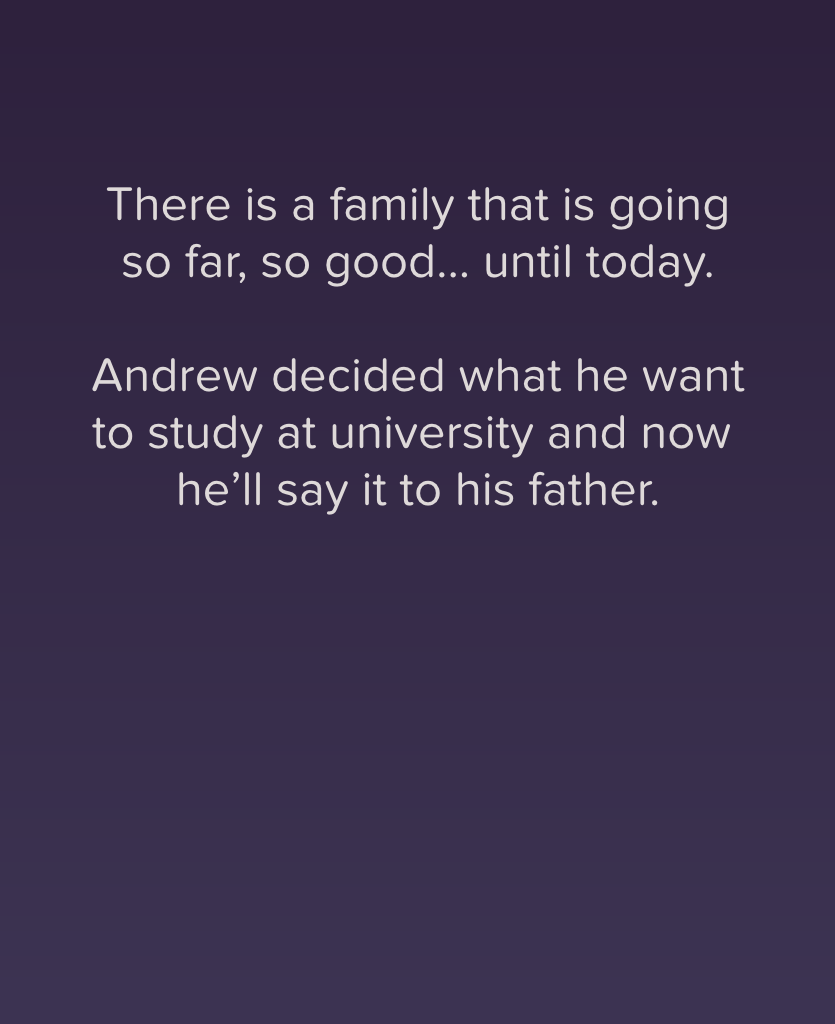 There is a family that is going
so far, so good... until today.
Andrew decided what he want
to study at university and now
he’ll say it to his father.